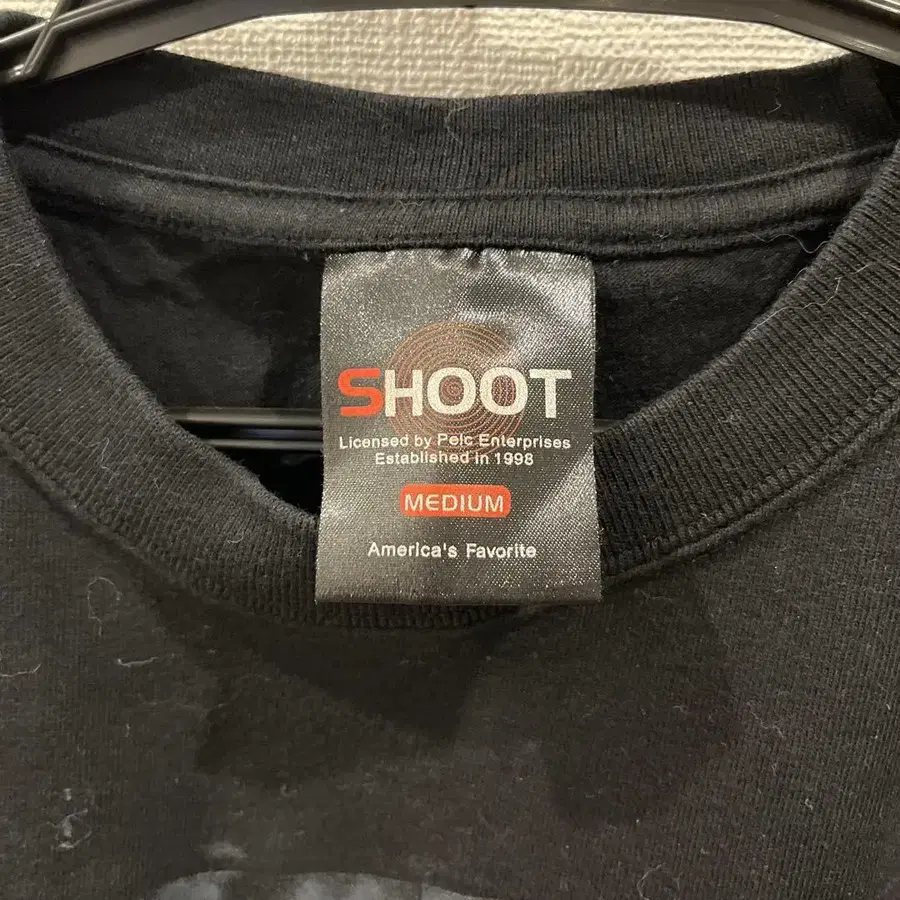 SHOOT
Licensed by Pelc Enterprises
Established in 1998
MEDIUM
America's Favorite